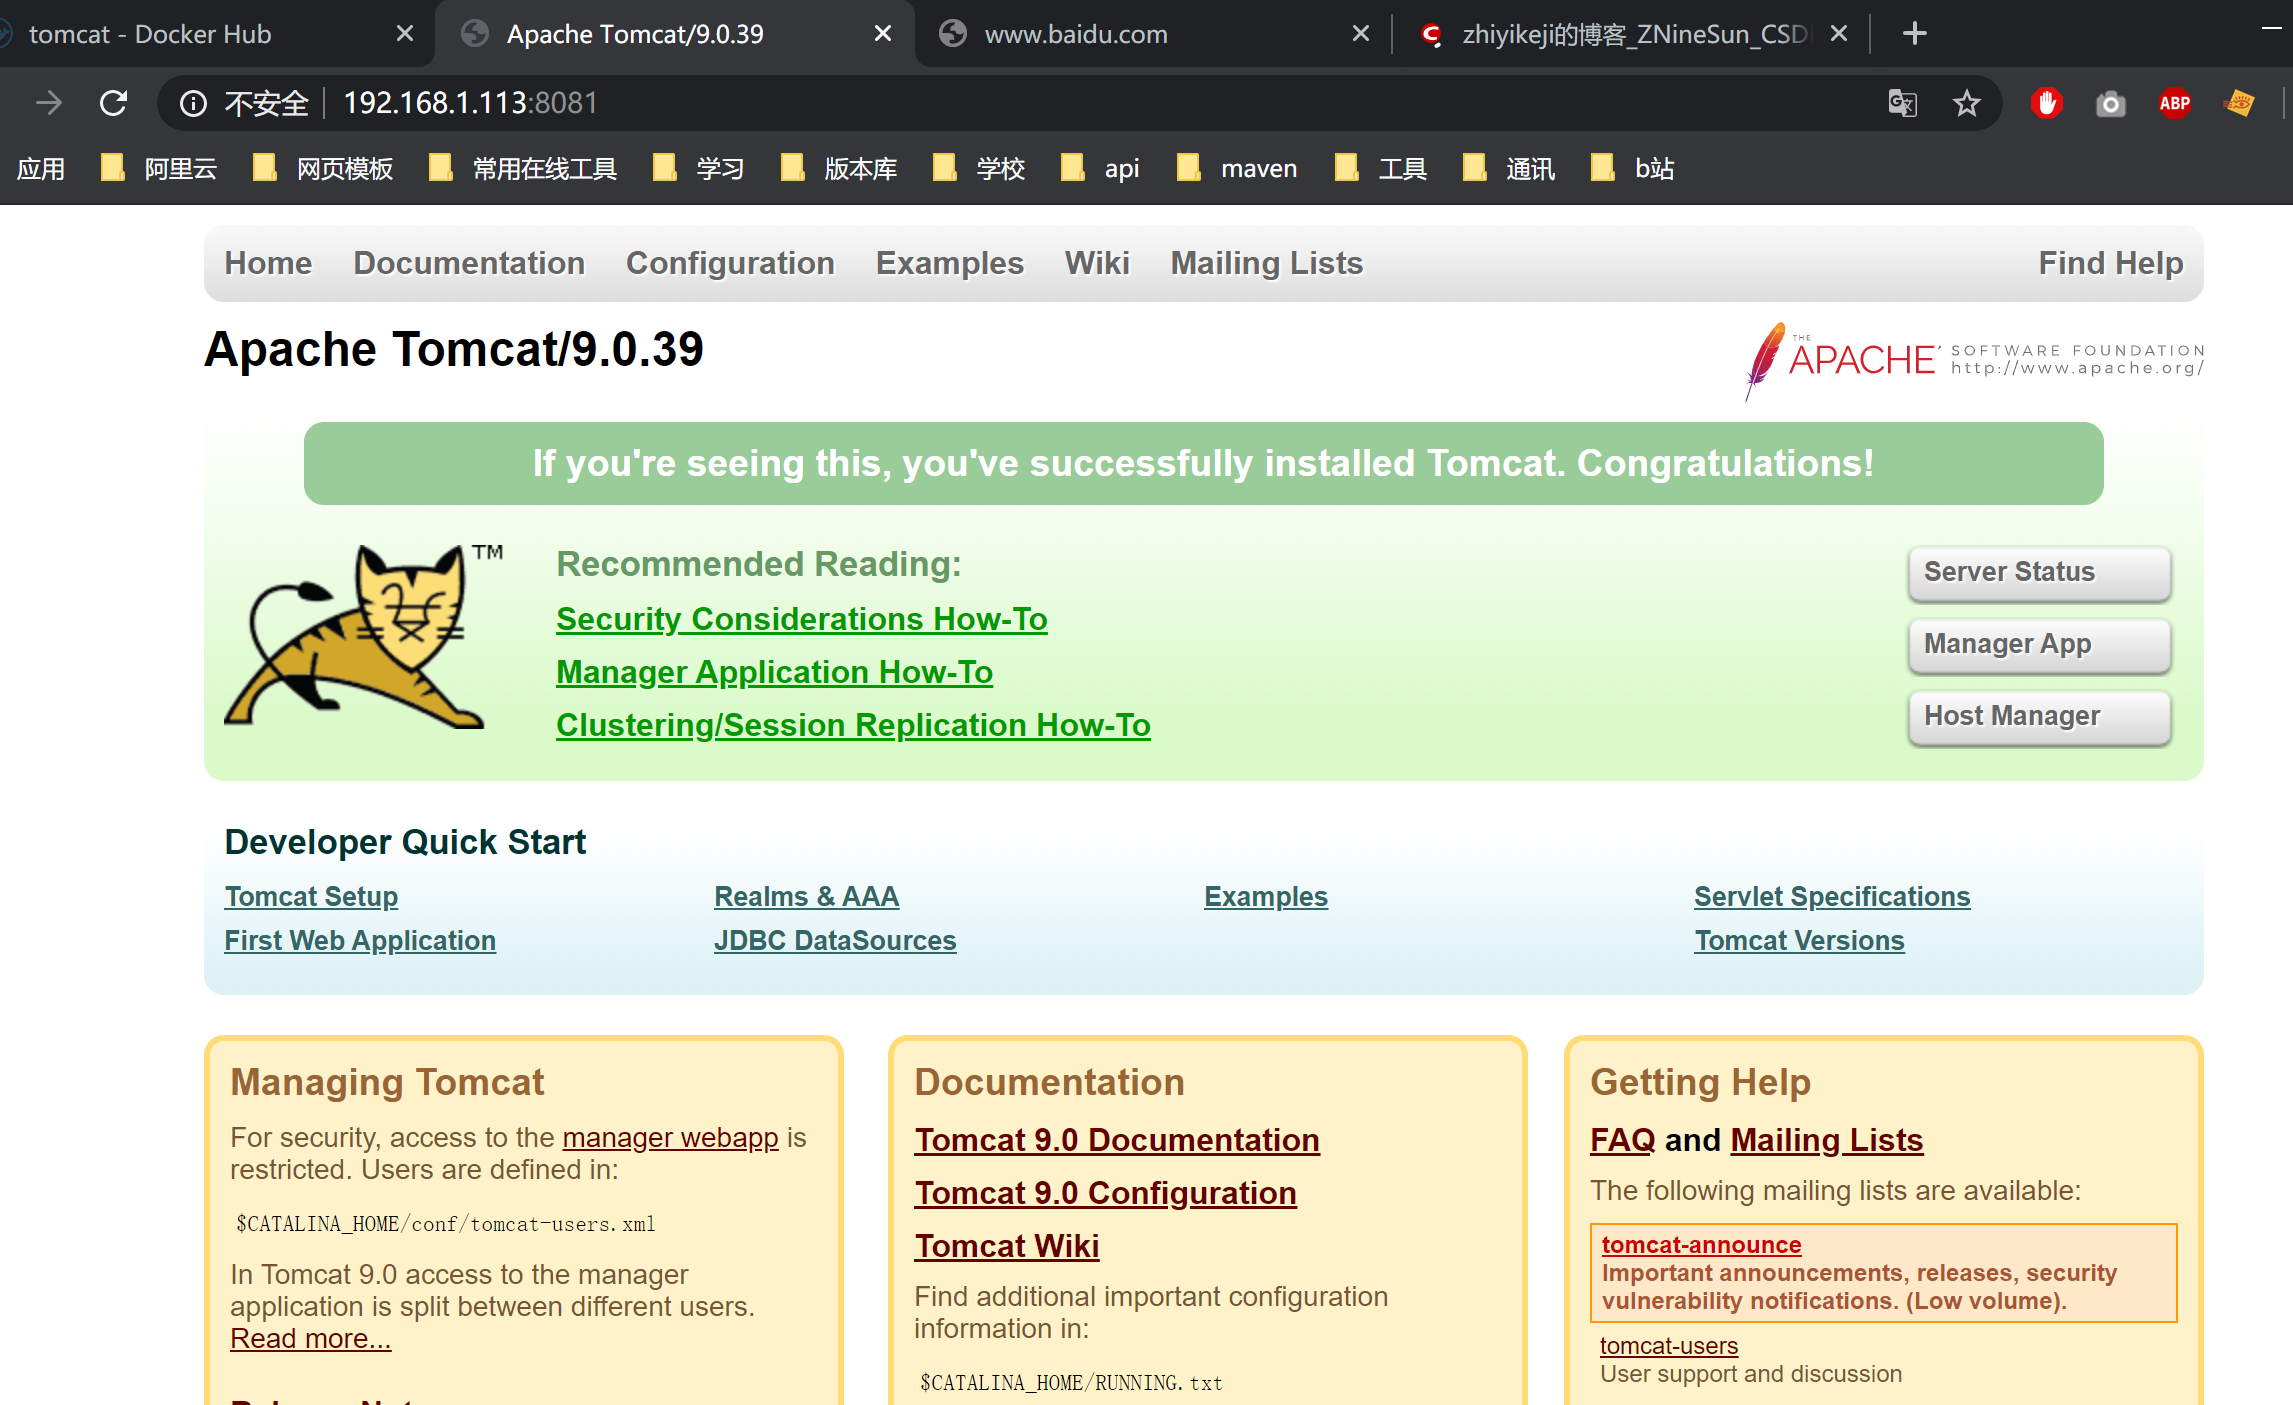 tomcat - Docker Hub
Apache Tomcat/9.0.39
www.baidu.com
zhiyikeji的博客_ZNineSun_CSD
不安全
192.168.1.113:8081
ABP
应用
阿里云
网页模板
常用在线工具
学习
版本库
学校
api
maven
工具
通讯
b站
Home
Documentation
Configuration
Examples
Wiki
Mailing Lists
Find Help
Apache Tomcat/9.0.39
THE
APACHE
SOFTWARE FOUNDATION
http://www.apache.org/
If you're seeing this, you've successfully installed Tomcat. Congratulations!
TM
Recommended Reading:
Security Considerations How-To
Manager Application How-To
Clustering/Session Replication How-To
Server Status
Manager App
Host Manager
Developer Quick Start
Tomcat Setup
Realms & AAA
Examples
Servlet Specifications
First Web Application
JDBC DataSources
Tomcat Versions
Managing Tomcat
For security, access to the manager webapp is
restricted. Users are defined in:
$CATALINA_HOME/conf/tomcat-users.xml
In Tomcat 9.0 access to the manager
application is split between different users.
Read more...
Documentation
Tomcat 9.0 Documentation
Tomcat 9.0 Configuration
Tomcat Wiki
Find additional important configuration
information in:
$CATALINA_HOME/RUNNING.txt
Getting Help
FAQ and Mailing Lists
The following mailing lists are available:
tomcat-announce
Important announcements, releases, security
vulnerability notifications. (Low volume).
tomcat-users
User support and discussion